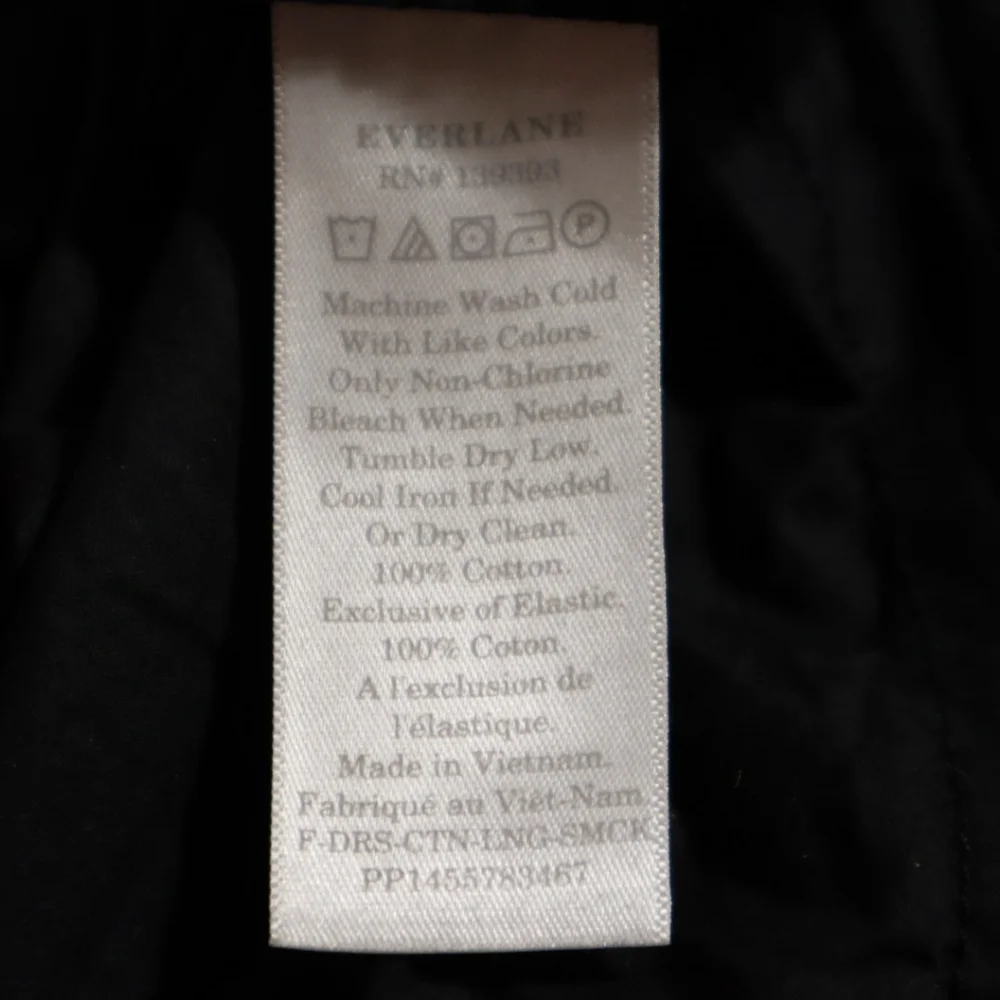 EVERLANE
RN# 139393
P
Machine Wash Cold
With Like Colors.
Only Non-Chlorine
Bleach When Needed.
Tumble Dry Low.
Cool Iron If Needed.
Or Dry Clean.
100% Cotton.
Exclusive of Elastic.
100% Coton.
A l'exclusion de
l'élastique.
Made in Vietnam.
Fabriqué au Viêt-Nam
F-DRS-CTN-LNG-SMCK
PP1455783467